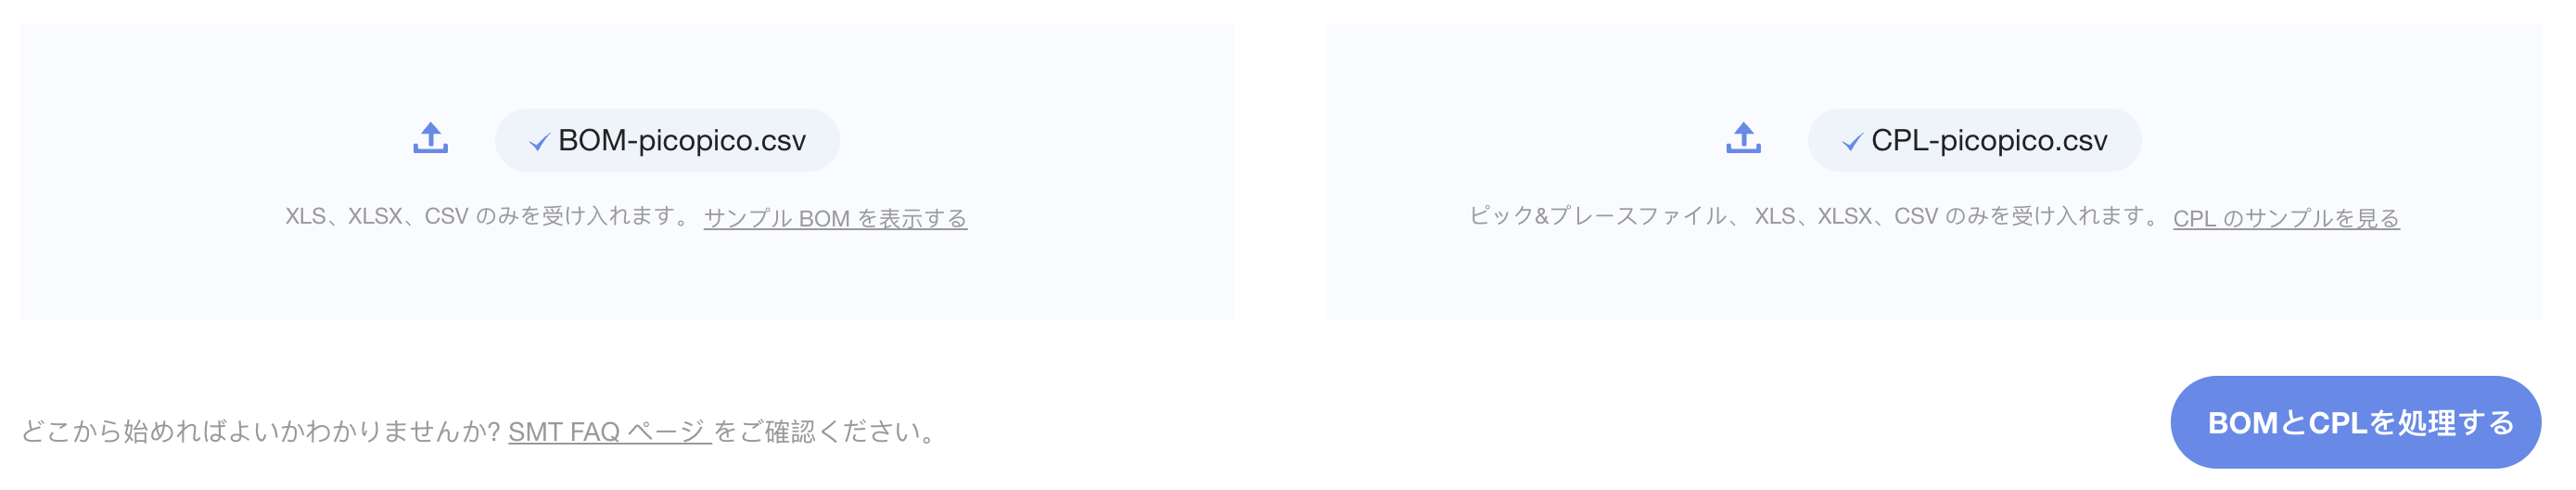 BOM-picopico.csv
XLS、XLSX、CSV のみを受け入れます。 サンプル BOM を表示する
CPL-picopico.csv
ピック&プレースファイル、 XLS、XLSX、CSV のみを受け入れます。 CPL のサンプルを見る
どこから始めればよいかわかりませんか? SMT FAQ ページ をご確認ください。
BOMとCPLを処理する